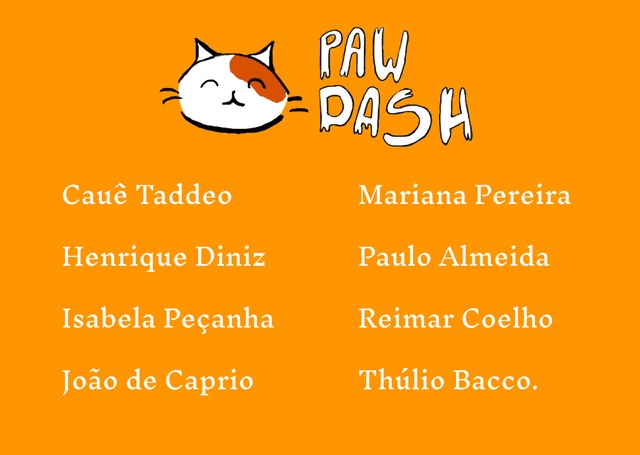 PAW
DASH
Cauê Taddeo
Henrique Diniz
Isabela Peçanha
João de Caprio
Mariana Pereira
Paulo Almeida
Reimar Coelho
Thúlio Bacco.